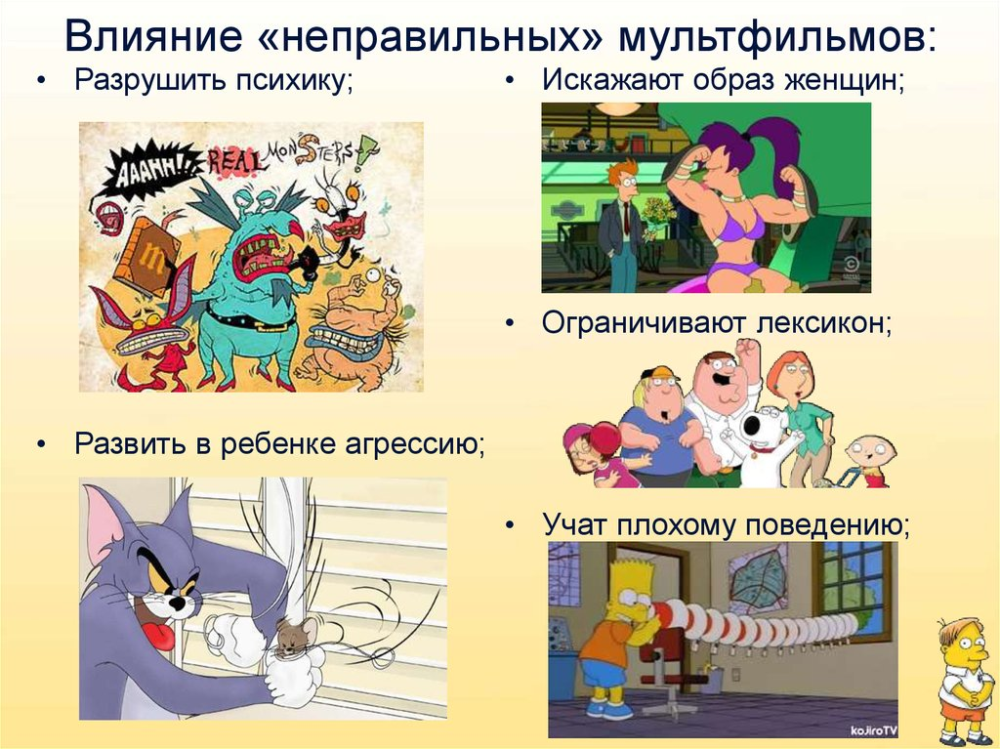 Влияние «неправильных» мультфильмов:
• Разрушить психику;
AAAHH!!! REAL MONSTERS!
m
• Развить в ребенке агрессию;
• Искажают образ женщин;
• Ограничивают лексикон;
• Учат плохому поведению;
koJiroTV